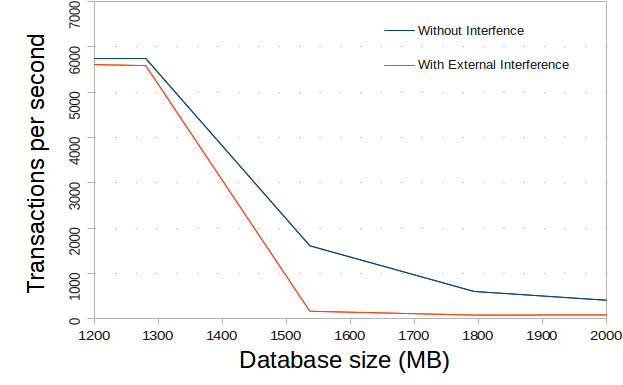 Without Interfence
With External Interference
Transactions per second
7000
6000
5000
4000
3000
2000
1000
0
1200 1300 1400 1500 1600 1700 1800 1900 2000
Database size (MB)